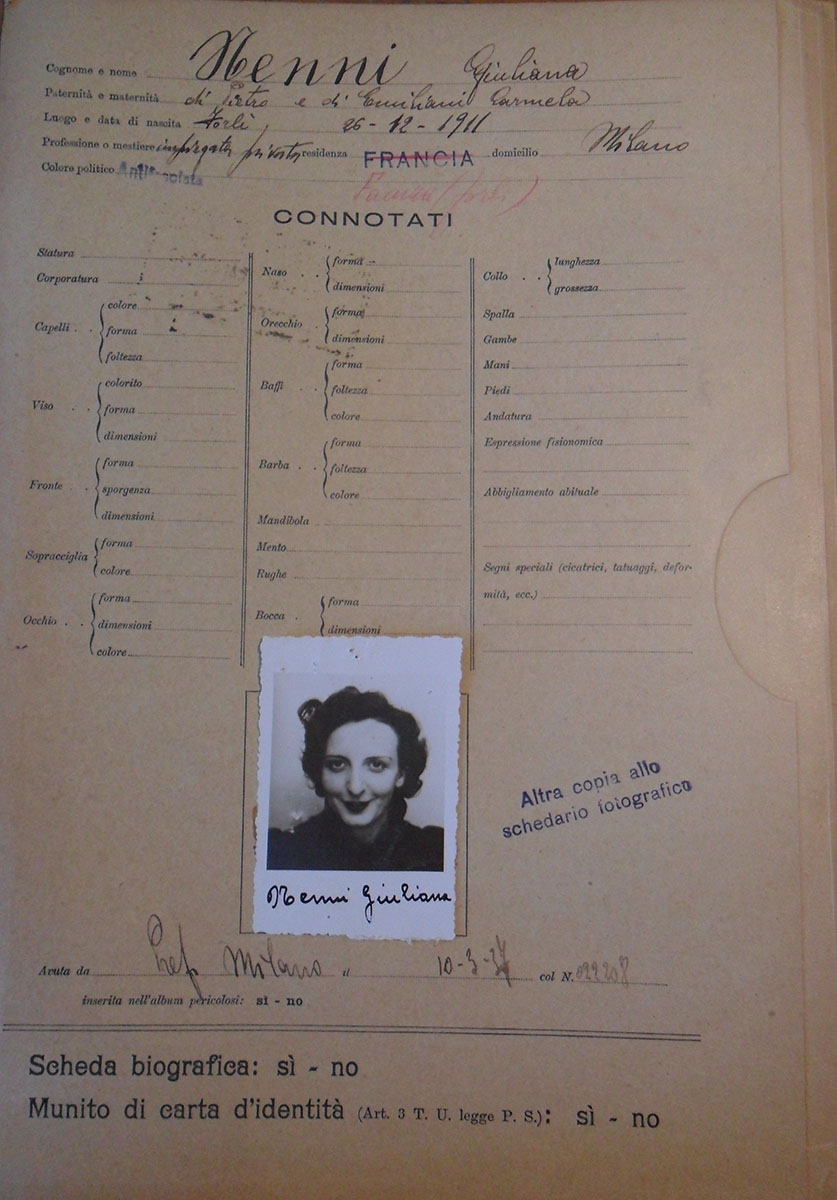 Cognome e nome Nenni Giuliana
Paternità e maternità di Pietro e di Emiliani Carmela
Luogo e data di nascita Forlì, 26-12-1911
Professione o mestiere impiegata privata residenza FRANCIA domicilio Milano
Colore politico Antifascista Faenza (Forlì)
CONNOTATI
Statura
Corporatura
Capelli . . colore
forma
foltezza
Viso . . colorito
forma
dimensioni
Fronte . . forma
sporgenza
dimensioni
Sopracciglia forma
colore
Occhio . . forma
dimensioni
colore
Naso . . forma
dimensioni
Orecchio . forma
dimensioni
Baffi . . forma
foltezza
colore
Barba . . forma
foltezza
colore
Mandibola
Mento
Rughe
Bocca . . forma
dimensioni
Collo . . lunghezza
grossezza
Spalla
Gambe
Mani
Piedi
Andatura
Espressione fisionomica
Abbigliamento abituale
Segni speciali (cicatrici, tatuaggi, defor-
mità, ecc.)
Altra copia allo
schedario fotografico
Nenni Giuliana
Avuta da Pref Milano il 10-3-37 col N. 022208
inserita nell'album pericolosi: sì - no
Scheda biografica: sì - no
Munito di carta d'identità (Art. 3 T. U. legge P. S.): sì - no